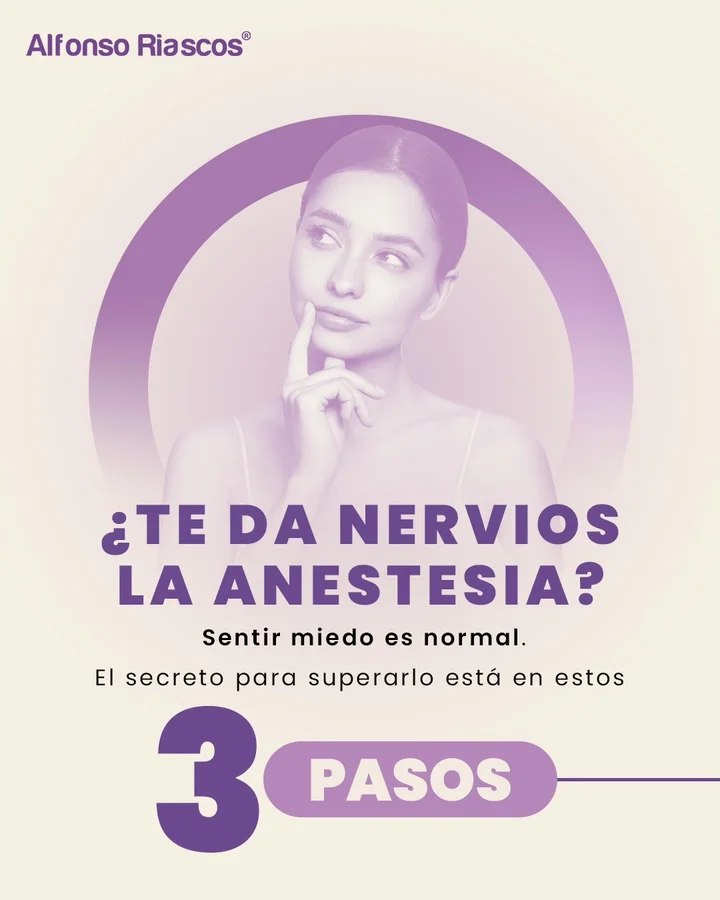 Alfonso Riascos®
¿TE DA NERVIOS
LA ANESTESIA?
Sentir miedo es normal.
El secreto para superarlo está en estos
3 PASOS